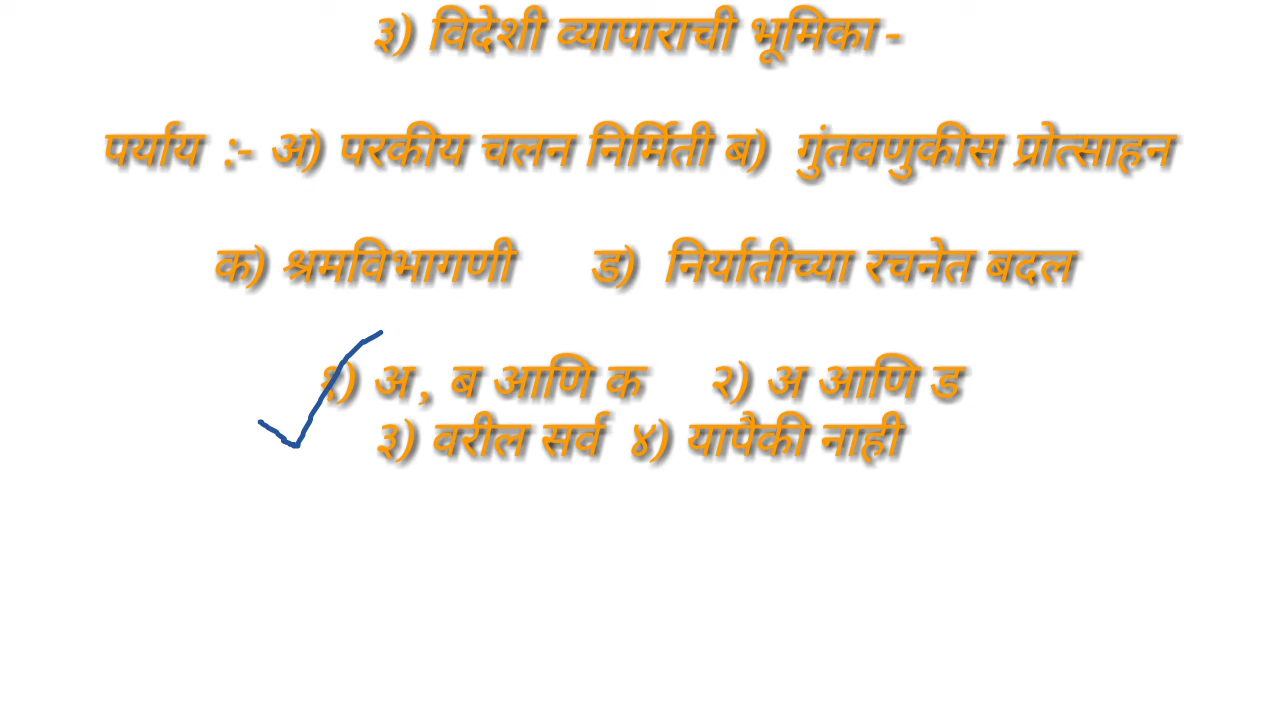 ३) विदेशी व्यापाराची भूमिका -
पर्याय :- अ) परकीय चलन निर्मिती ब) गुंतवणुकीस प्रोत्साहन
क) श्रमविभागणी ड) निर्यातीच्या रचनेत बदल
१) अ , ब आणि क २) अ आणि ड
३) वरील सर्व ४) यापैकी नाही